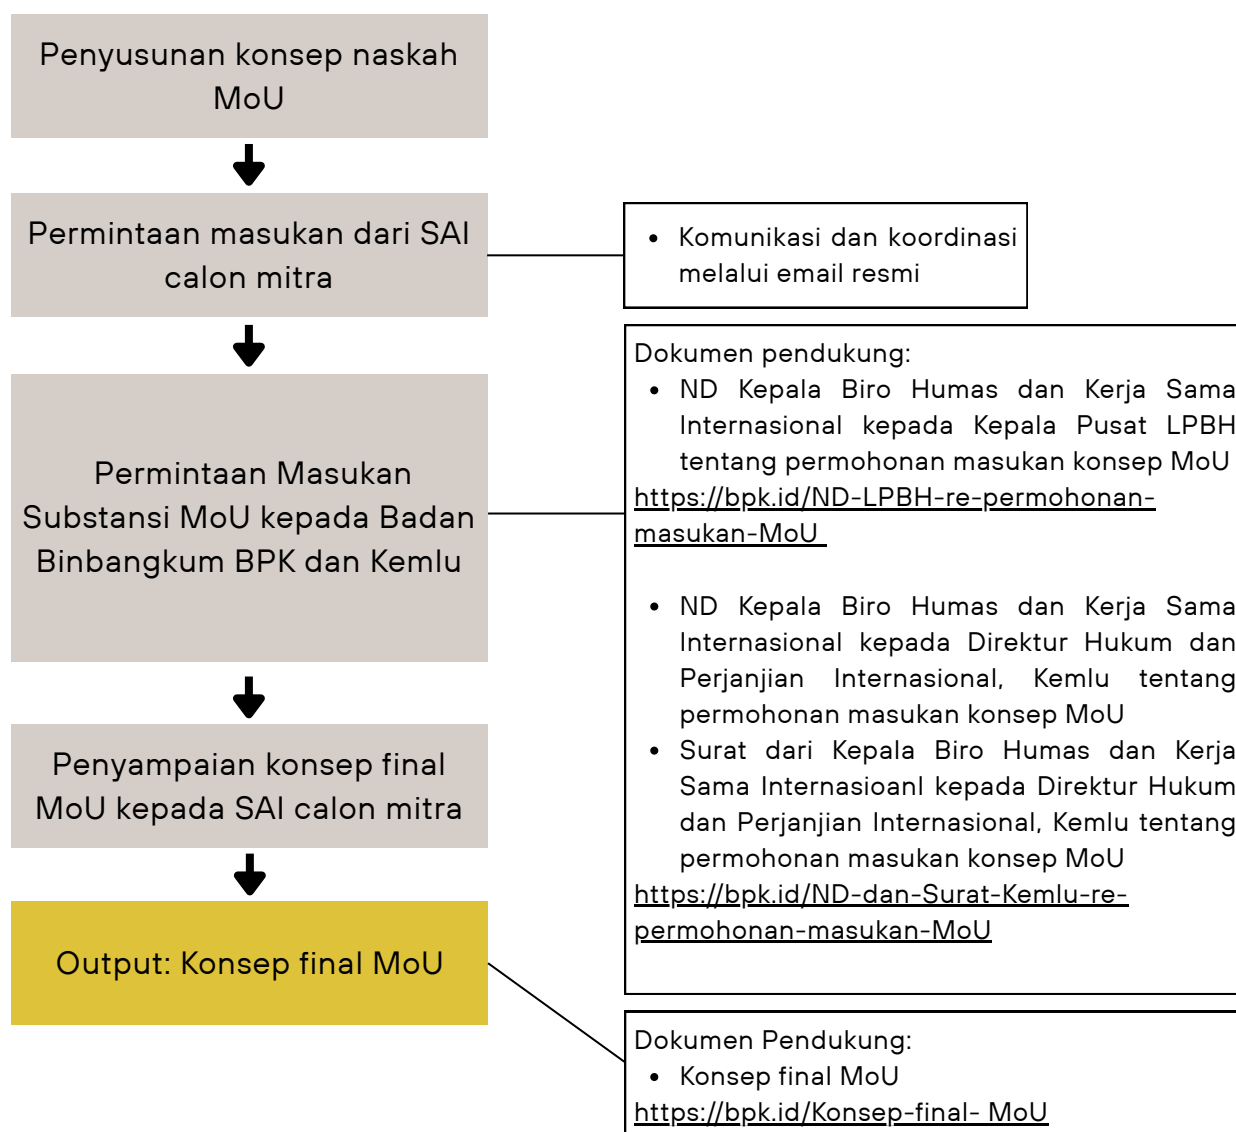 Penyusunan konsep naskah
MoU
Permintaan masukan dari SAI
calon mitra
• Komunikasi dan koordinasi
melalui email resmi
Permintaan Masukan
Substansi MoU kepada Badan
Binbangkum BPK dan Kemlu
Dokumen pendukung:
• ND Kepala Biro Humas dan Kerja Sama
Internasional kepada Kepala Pusat LPBH
tentang permohonan masukan konsep MoU
https://bpk.id/ND-LPBH-re-permohonan-
masukan-MoU
• ND Kepala Biro Humas dan Kerja Sama
Internasional kepada Direktur Hukum dan
Perjanjian Internasional, Kemlu tentang
permohonan masukan konsep MoU
• Surat dari Kepala Biro Humas dan Kerja
Sama Internasioanl kepada Direktur Hukum
dan Perjanjian Internasional, Kemlu tentang
permohonan masukan konsep MoU
https://bpk.id/ND-dan-Surat-Kemlu-re-
permohonan-masukan-MoU
Penyampaian konsep final
MoU kepada SAI calon mitra
Output: Konsep final MoU
Dokumen Pendukung:
• Konsep final MoU
https://bpk.id/Konsep-final- MoU